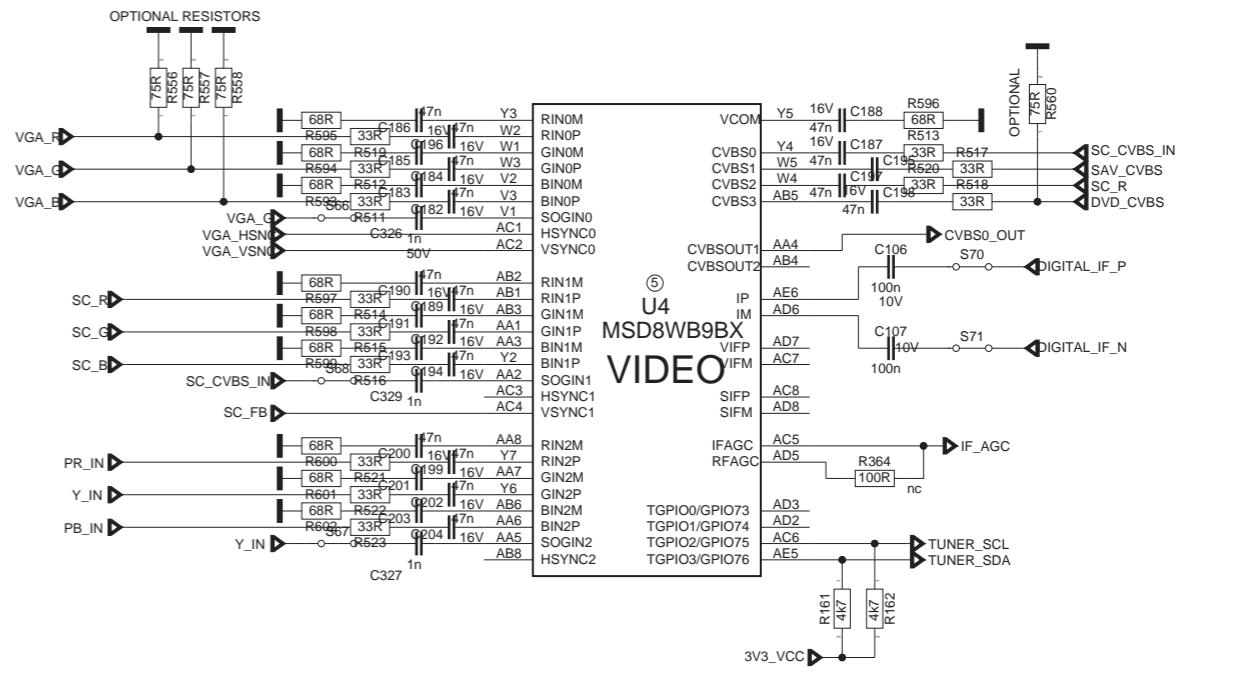 OPTIONAL RESISTORS
75R R556
75R R557
75R R558
OPTIONAL
75R R560
VGA_R
VGA_G
VGA_B
VGA_G
VGA_HSNC
VGA_VSNC
68R 47n Y3 RIN0M
R595 33R C186 16V 47n W2 RIN0P
68R R519 C196 16V W1 GIN0M
R594 33R C185 47n W3 GIN0P
68R R512 C184 16V V2 BIN0M
R593 33R C183 47n V3 BIN0P
S66 R511 C182 16V V1 SOGIN0
C326 1n AC1 HSYNC0
50V AC2 VSYNC0
SC_R
SC_G
SC_B
SC_CVBS_IN
SC_FB
68R 47n AB2 RIN1M
R597 33R C190 16V 47n AB1 RIN1P
68R R514 C189 16V AB3 GIN1M
R598 33R C191 47n AA1 GIN1P
68R R515 C192 16V AA3 BIN1M
R599 33R C193 47n Y2 BIN1P
S68 R516 C194 16V AA2 SOGIN1
C329 1n AC3 HSYNC1
AC4 VSYNC1
PR_IN
Y_IN
PB_IN
Y_IN
68R 47n AA8 RIN2M
R600 33R C200 16V 47n Y7 RIN2P
68R R521 C199 16V AA7 GIN2M
R601 33R C201 47n Y6 GIN2P
68R R522 C202 16V AB6 BIN2M
R602 33R C203 47n AA6 BIN2P
S67 R523 C204 16V AA5 SOGIN2
C327 1n AB8 HSYNC2
5
U4
MSD8WB9BX
VIDEO
VCOM Y5 16V 47n C188 R596 68R
CVBS0 Y4 16V 47n C187 R513 33R SC_CVBS_IN
CVBS1 W5 C195 R517 33R SAV_CVBS
CVBS2 W4 47n C197 R520 33R SC_R
CVBS3 AB5 16V 47n C198 R518 33R DVD_CVBS
CVBSOUT1 AA4 CVBS0_OUT
CVBSOUT2 AB4
C106 S70 DIGITAL_IF_P
100n
10V
IP AE6
IM AD6
C107 10V S71 DIGITAL_IF_N
100n
VIFP AD7
VIFM AC7
SIFP AC8
SIFM AD8
IFAGC AC5 IF_AGC
RFAGC AD5 R364 100R nc
TGPIO0/GPIO73 AD3
TGPIO1/GPIO74 AD2
TGPIO2/GPIO75 AC6 TUNER_SCL
TGPIO3/GPIO76 AE5 TUNER_SDA
R161 4k7
4k7 R162
3V3_VCC